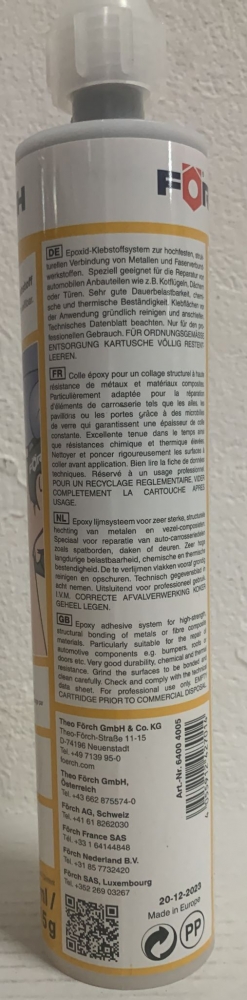 H
FÖR
DE Epoxid-Klebstoffsystem zur hochfesten, struk
turellen Verbindung von Metallen und Faserverbund
werkstoffen. Speziell geeignet für die Reparatur von
automobilen Anbauteilen wie z.B. Kotflügeln, Dächern
oder Türen. Sehr gute Dauerbelastbarkeit, chemi
sche und thermische Beständigkeit. Klebflächen vor
der Anwendung gründlich reinigen und anschleifen.
Technisches Datenblatt beachten. Nur für den pro
fessionellen Gebrauch. FÜR ORDNUNGSGEMÄSSE
ENTSORGUNG KARTUSCHE VÖLLIG RESTENT
LEEREN.
FR Colle époxy pour un collage structurel à haute
résistance de métaux et matériaux composites.
Particulièrement adaptée pour la réparation
d'éléments de carrosserie tels que les ailes, les
pavillons ou les portes grâce à des microbilles
de verre qui garantissent une épaisseur de joint
constante. Excellente tenue dans le temps ainsi
que résistances chimique et thermique élevées.
Nettoyer et poncer rigoureusement les surfaces à
coller avant application. Bien lire la fiche de données
techniques. Réservé à un usage professionnel.
POUR UN RECYCLAGE REGLEMENTAIRE, VIDER
COMPLETEMENT LA CARTOUCHE APRES
USAGE.
NL Epoxy lijmsysteem voor zeer sterke, structurele
hechting van metalen en vezel-composieten.
Speciaal voor reparatie van auto-carrosseriedelen
zoals spatborden, daken of deuren. Zeer hoge
langdurige belastbaarheid, chemische en thermische
bestendigheid. De te verlijmen vlakken vooraf grondig
reinigen en opschuren. Technisch gegevensblad in
acht nemen. Uitsluitend voor professioneel gebruik.
I.V.M. CORRECTE AFVALVERWERKING KOKER
GEHEEL LEGEN.
GB Epoxy adhesive system for high-strength,
structural bonding of metals or fibre composite
materials. Particularly suitable for the repair of
automotive components e.g. bumpers, roofs or
doors etc. Very good durability, chemical and thermal
resistance. Grind the surfaces to be bonded and
clean carefully. Check and comply with the technical
data sheet. For professional use only. EMPTY
CARTRIDGE PRIOR TO COMMERCIAL DISPOSAL.
Theo Förch GmbH & Co. KG
Theo-Förch-Straße 11-15
D-74196 Neuenstadt
Tel. +49 7139 95-0
foerch.com
Theo Förch GmbH,
Österreich
Tel. +43 662 875574-0
Förch AG, Schweiz
Tel. +41 61 8262030
Förch France SAS
Tél. +33 1 64144848
Förch Nederland B.V.
Tel. +31 85 7732420
Förch SAS, Luxembourg
Tél. +352 269 03267
Art.-Nr. 6400 4005
ml /
5 g
20-12-2023
Made in Europe
PP